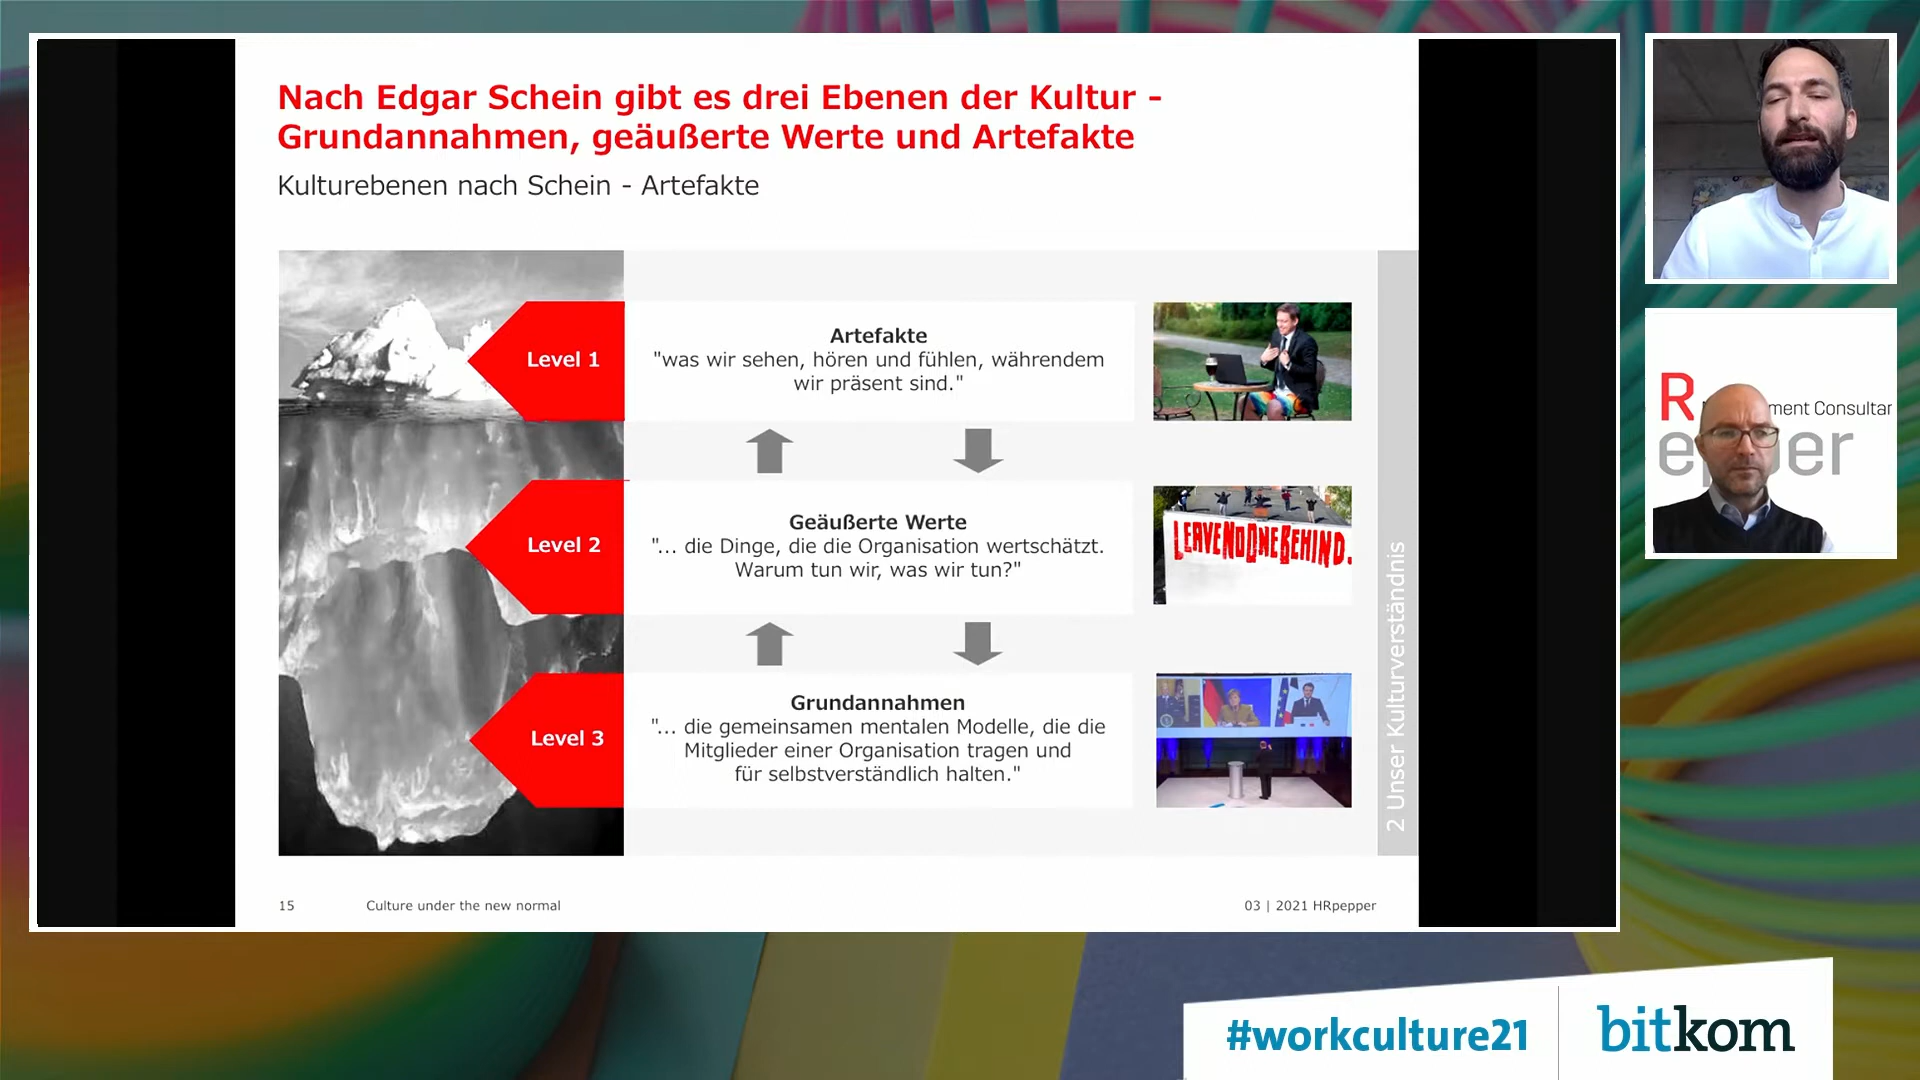 Nach Edgar Schein gibt es drei Ebenen der Kultur -
Grundannahmen, geäußerte Werte und Artefakte
Kulturebenen nach Schein - Artefakte
Level 1
Artefakte
"was wir sehen, hören und fühlen, währendem
wir präsent sind."
Level 2
Geäußerte Werte
"... die Dinge, die die Organisation wertschätzt.
Warum tun wir, was wir tun?"
LEAVE NO ONE BEHIND.
Level 3
Grundannahmen
"... die gemeinsamen mentalen Modelle, die die
Mitglieder einer Organisation tragen und
für selbstverständlich halten."
2 Unser Kulturverständnis
15
Culture under the new normal
03 | 2021 HRpepper
#workculture21
bitkom